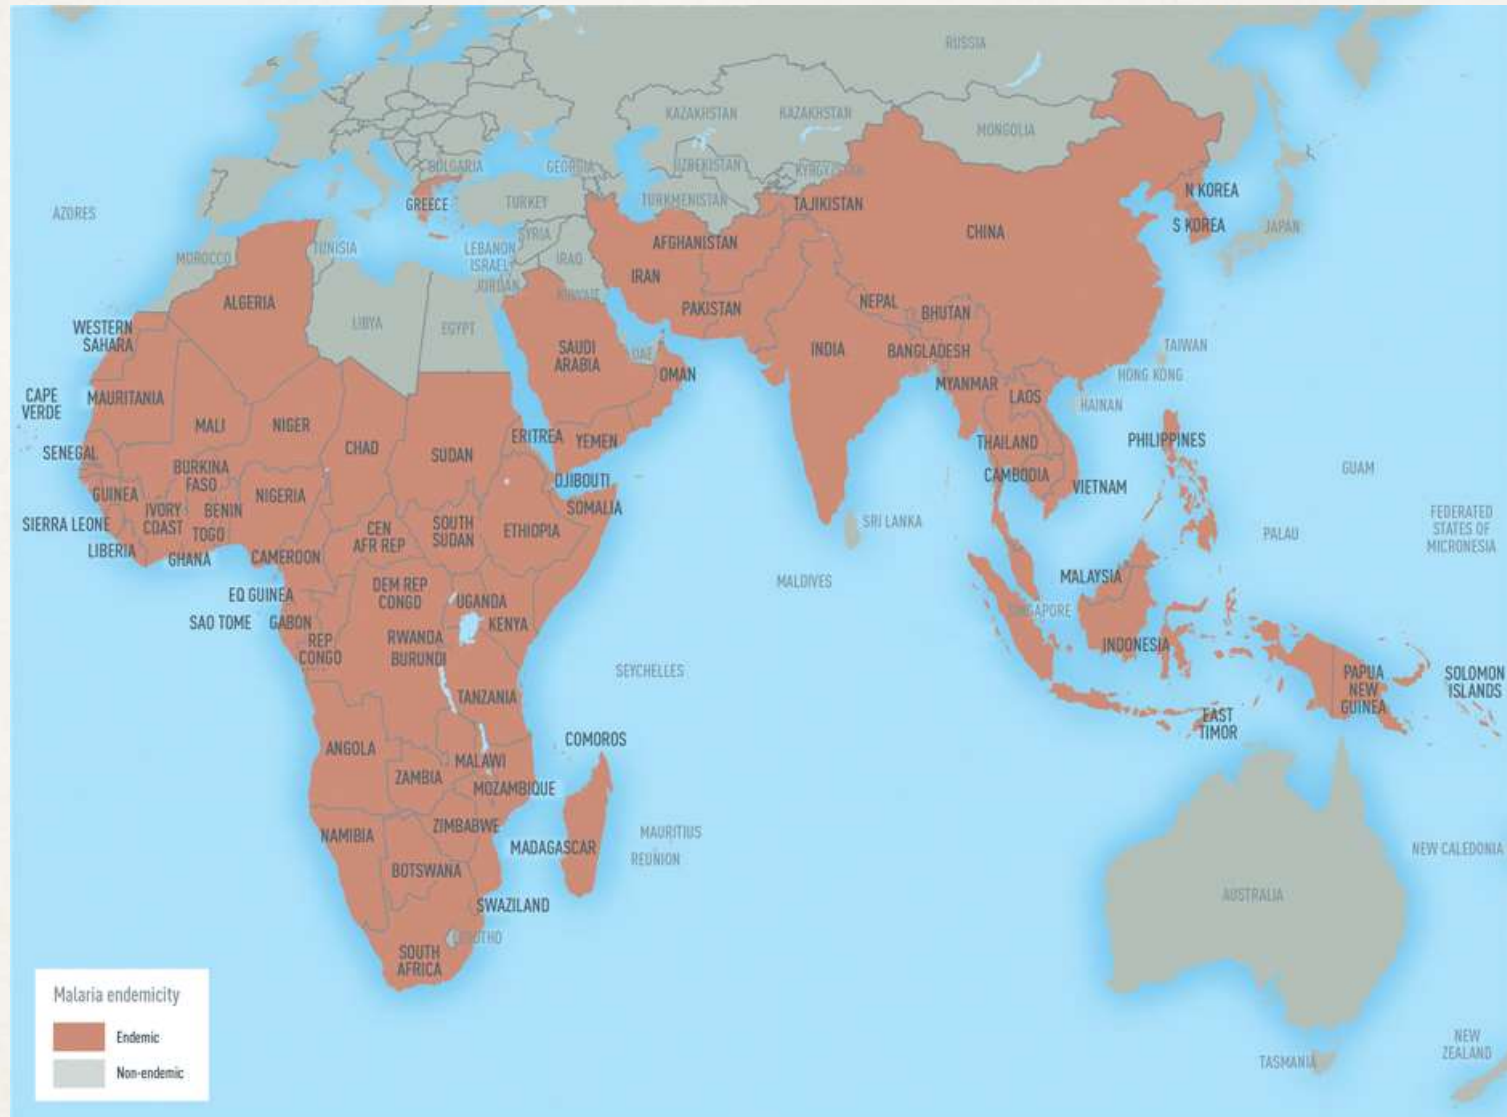 RUSSIA
KAZAKHSTAN
KAZAKHSTAN
MONGOLIA
BULGARIA
GEORGIA
UZBEKISTAN
KYRGYZSTAN
N KOREA
AZORES
GREECE
TURKEY
TURKMENISTAN
TAJIKISTAN
CHINA
S KOREA
JAPAN
MOROCCO
TUNISIA
LEBANON
ISRAEL
SYRIA
IRAQ
AFGHANISTAN
JORDAN
IRAN
KUWAIT
ALGERIA
PAKISTAN
NEPAL
BHUTAN
WESTERN
SAHARA
LIBYA
EGYPT
SAUDI
ARABIA
UAE
INDIA
BANGLADESH
TAIWAN
HONG KONG
OMAN
MYANMAR
LAOS
HAINAN
CAPE
VERDE
MAURITANIA
MALI
NIGER
CHAD
SUDAN
ERITREA
YEMEN
THAILAND
PHILIPPINES
SENEGAL
BURKINA
FASO
CAMBODIA
VIETNAM
GUAM
GUINEA
NIGERIA
DJIBOUTI
SOMALIA
IVORY
COAST
BENIN
SIERRA LEONE
TOGO
CEN
AFR REP
SOUTH
SUDAN
ETHIOPIA
SRI LANKA
PALAU
FEDERATED
STATES OF
MICRONESIA
LIBERIA
GHANA
CAMEROON
MALDIVES
MALAYSIA
EQ GUINEA
DEM REP
CONGO
UGANDA
SINGAPORE
SAO TOME
GABON
KENYA
REP
CONGO
RWANDA
BURUNDI
INDONESIA
SEYCHELLES
PAPUA
NEW
GUINEA
SOLOMON
ISLANDS
TANZANIA
EAST
TIMOR
ANGOLA
COMOROS
MALAWI
ZAMBIA
MOZAMBIQUE
NAMIBIA
ZIMBABWE
MADAGASCAR
MAURITIUS
REUNION
NEW CALEDONIA
BOTSWANA
AUSTRALIA
SWAZILAND
LESOTHO
SOUTH
AFRICA
Malaria endemicity
Endemic
Non-endemic
TASMANIA
NEW
ZEALAND